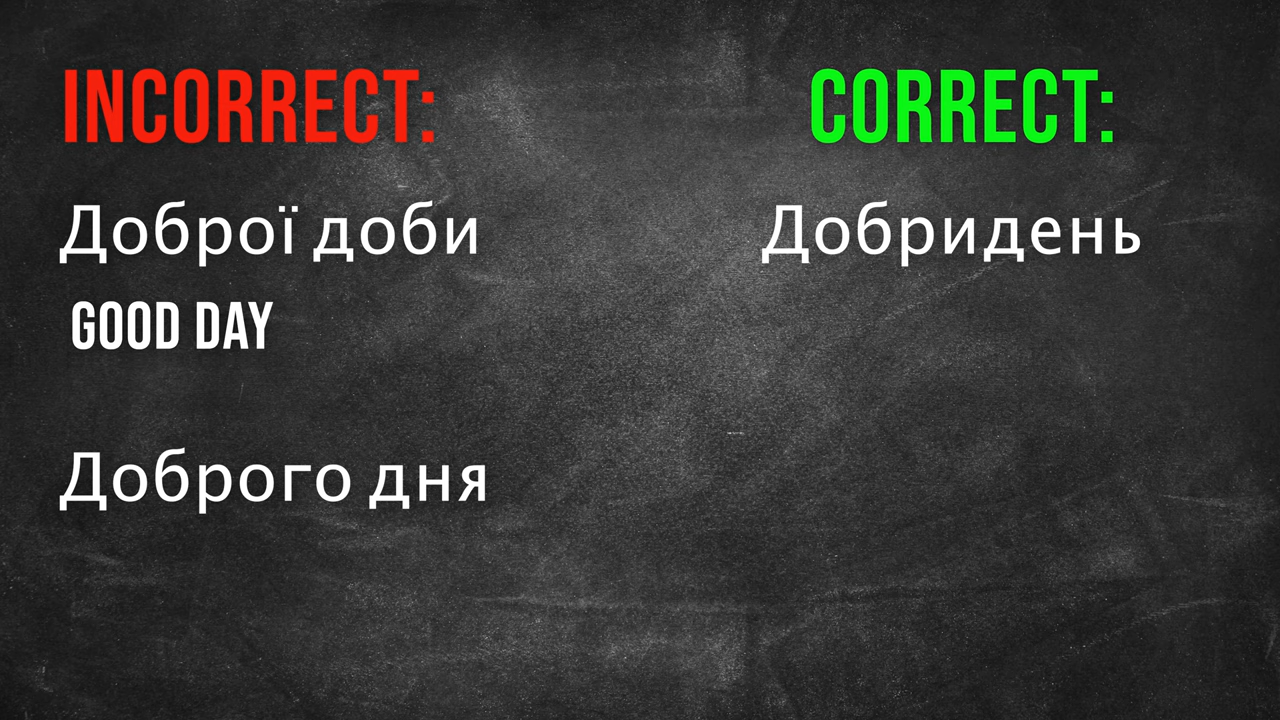 INCORRECT:
Доброї доби
GOOD DAY
Доброго дня
CORRECT:
Добридень